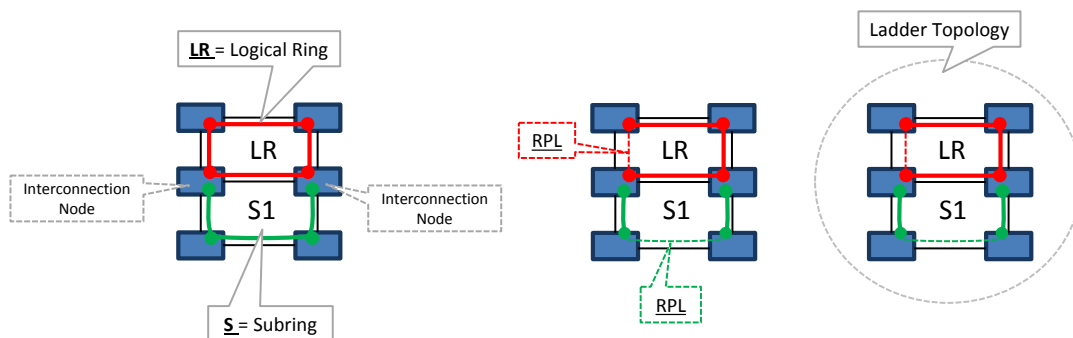 LR = Logical Ring
LR
Interconnection
Node
Interconnection
Node
S1
S = Subring
RPL
LR
S1
RPL
Ladder Topology
LR
S1